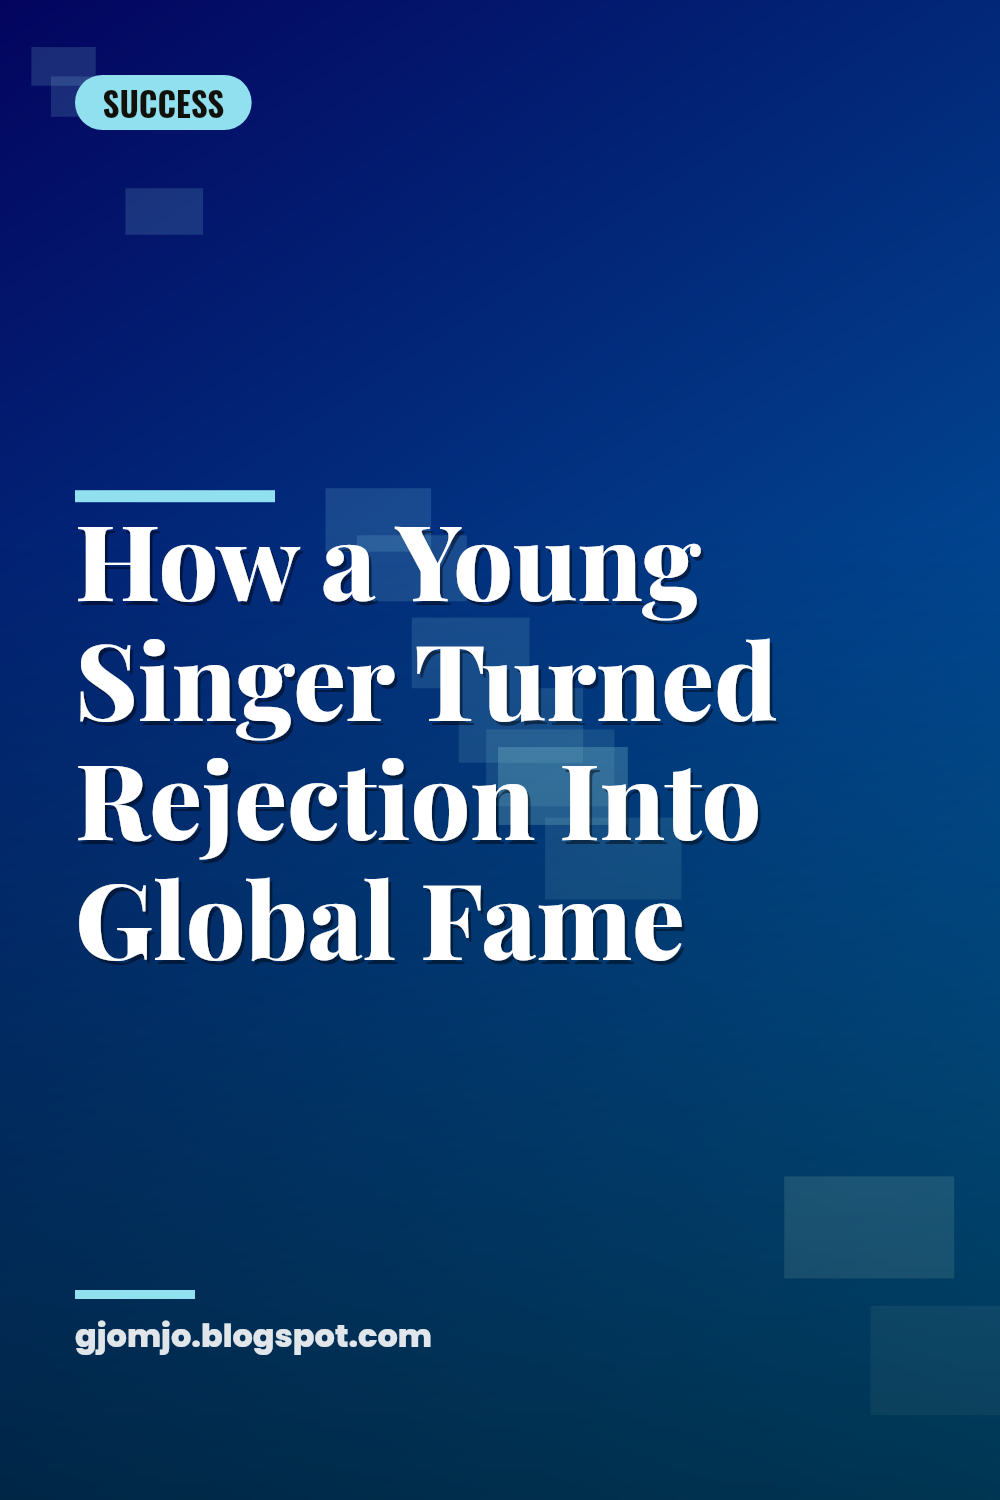 SUCCESS
How a Young
Singer Turned
Rejection Into
Global Fame
gjomjo.blogspot.com